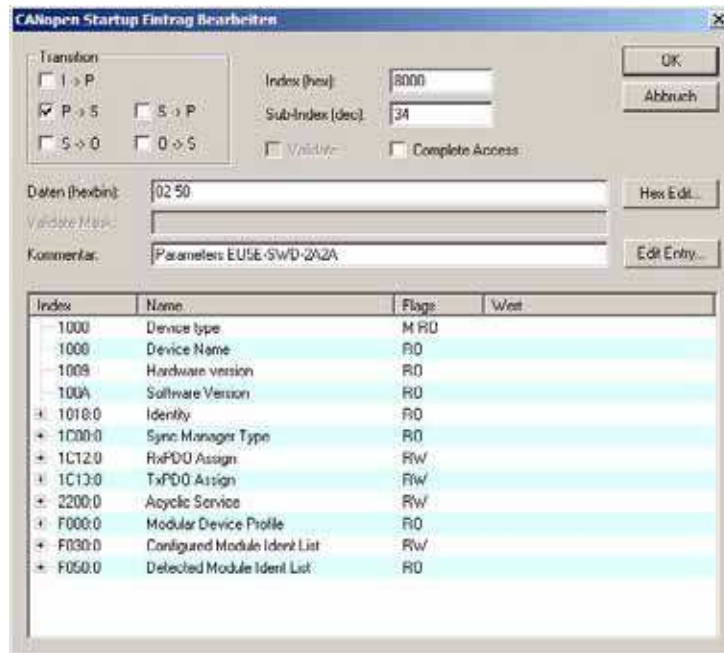 CANopen Startup Eintrag Bearbeiten
Transition
I -> P
P -> S
S -> P
S -> O
O -> S
Index (hex): 8000
Sub-Index (dec): 34
Validate
Complete Access
OK
Abbruch
Daten (hexbin): 02 50
Hex Edit...
Validate Mask:
Kommentar: Parameters EU5E-SWD-2A2A
Edit Entry...
Index Name Flags Wert
1000 Device type M RO
1008 Device Name RO
1009 Hardware version RO
100A Software Version RO
1018:0 Identity RO
1C00:0 Sync Manager Type RO
1C12:0 RxPDO Assign RW
1C13:0 TxPDO Assign RW
2200:0 Acyclic Service RW
F000:0 Modular Device Profile RO
F030:0 Configured Module Ident List RW
F050:0 Detected Module Ident List RO